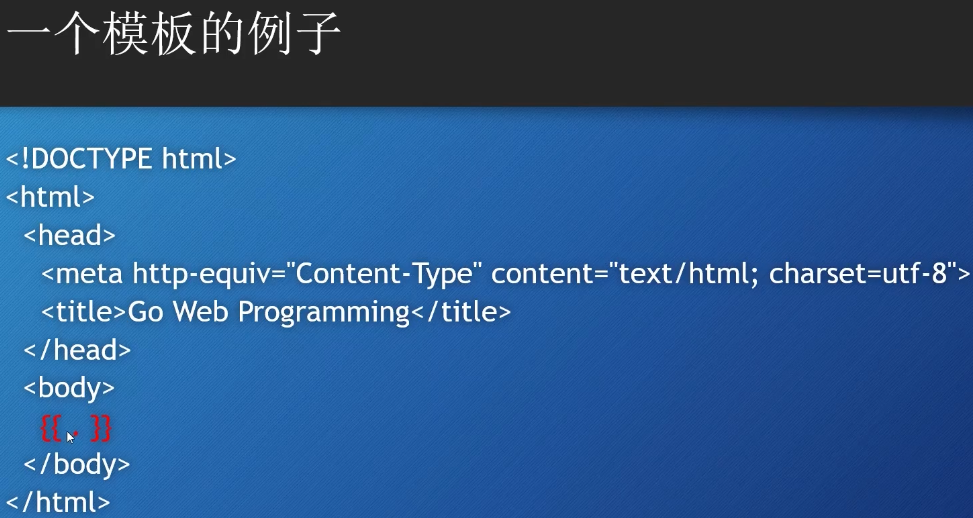 一个模板的例子
<!DOCTYPE html>
<html>
<head>
<meta http-equiv="Content-Type" content="text/html; charset=utf-8">
<title>Go Web Programming</title>
</head>
<body>
{{ . }}
</body>
</html>